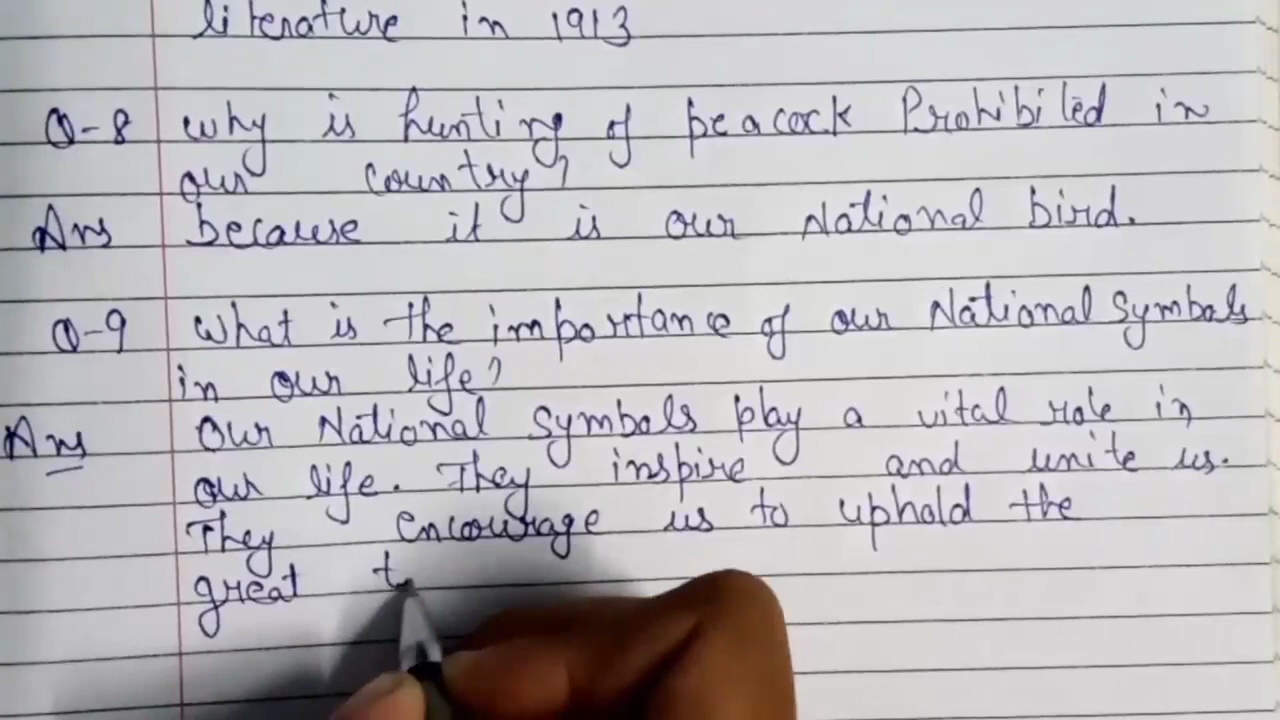 literature in 1913
Q-8 why is hunting of peacock Prohibited in
our country?
Ans because it is our National bird.
Q-9 What is the importance of our National Symbols
in our life?
Ans Our National Symbols play a vital role in
our life. They inspire and unite us.
They encourage us to uphold the
great t